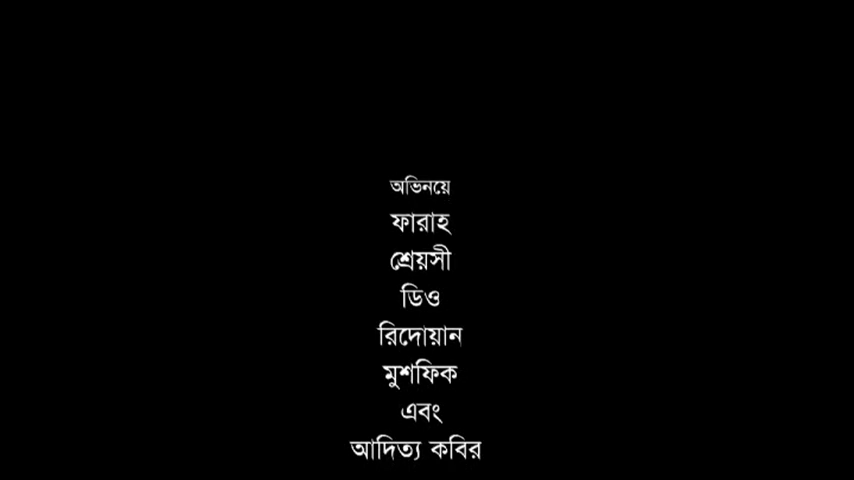 অভিনয়ে
ফারাহ
শ্রেয়সী
ডিও
রিদোয়ান
মুশফিক
এবং
আদিত্য কবির